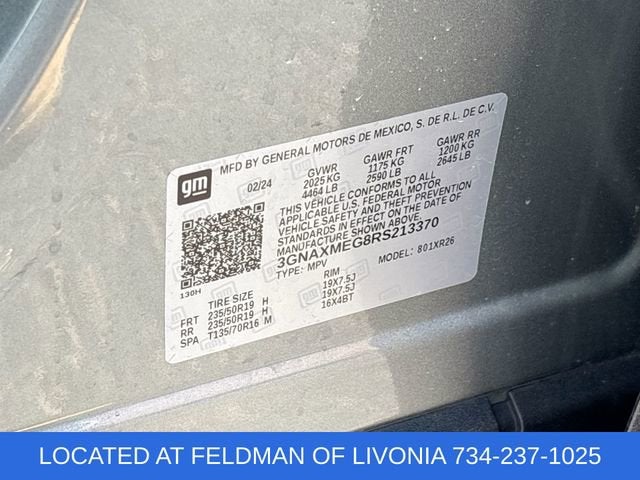 MFD BY GENERAL MOTORS DE MEXICO, S. DE R.L. DE C.V.
gm
02/24
GVWR GAWR FRT GAWR RR
2025 KG 1175 KG 1200 KG
4464 LB 2590 LB 2645 LB
THIS VEHICLE CONFORMS TO ALL
APPLICABLE U.S. FEDERAL MOTOR
VEHICLE SAFETY AND THEFT PREVENTION
STANDARDS IN EFFECT ON THE DATE OF
MANUFACTURE SHOWN ABOVE.
3GNAXMEG8RS213370
TYPE: MPV MODEL: 801XR26
130H
TIRE SIZE RIM
FRT 235/50R19 H 19X7.5J
RR 235/50R19 H 19X7.5J
SPA T135/70R16 M 16X4BT
LOCATED AT FELDMAN OF LIVONIA 734-237-1025